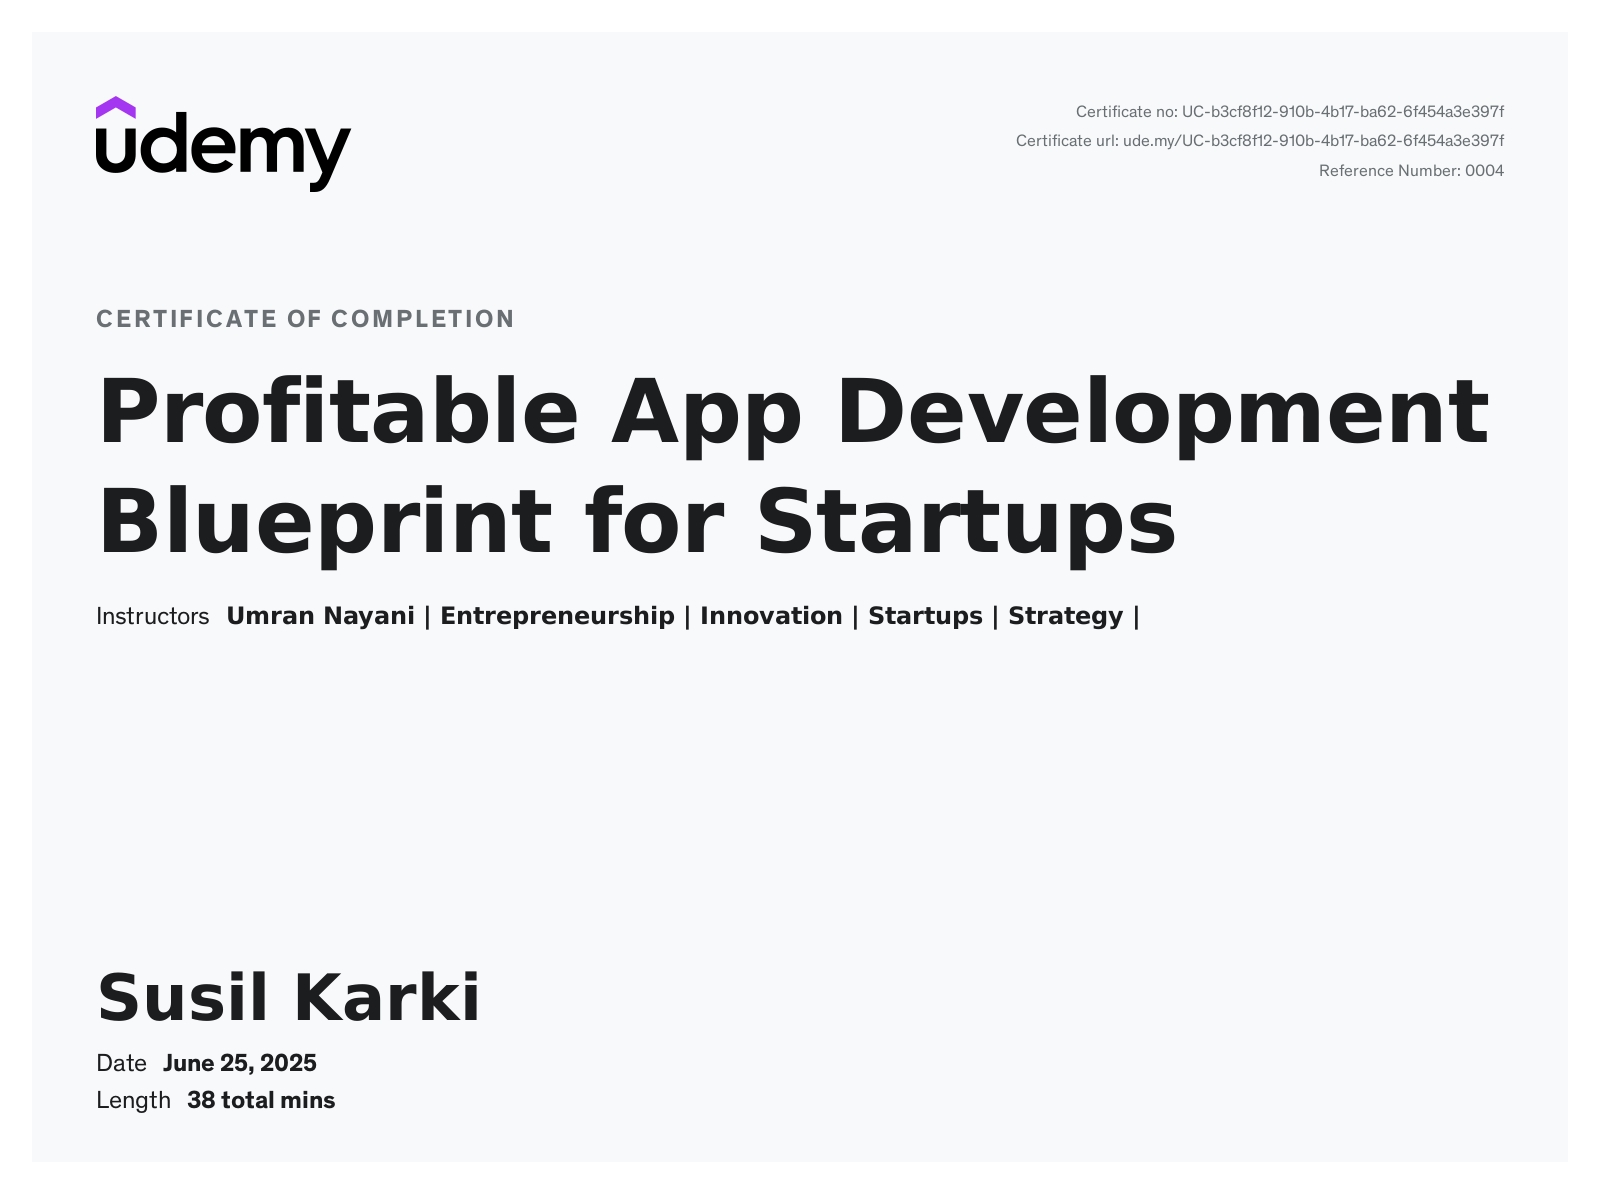 udemy
Certificate no: UC-b3cf8f12-910b-4b17-ba62-6f454a3e397f
Certificate url: ude.my/UC-b3cf8f12-910b-4b17-ba62-6f454a3e397f
Reference Number: 0004
CERTIFICATE OF COMPLETION
Profitable App Development
Blueprint for Startups
Instructors Umran Nayani | Entrepreneurship | Innovation | Startups | Strategy |
Susil Karki
Date June 25, 2025
Length 38 total mins